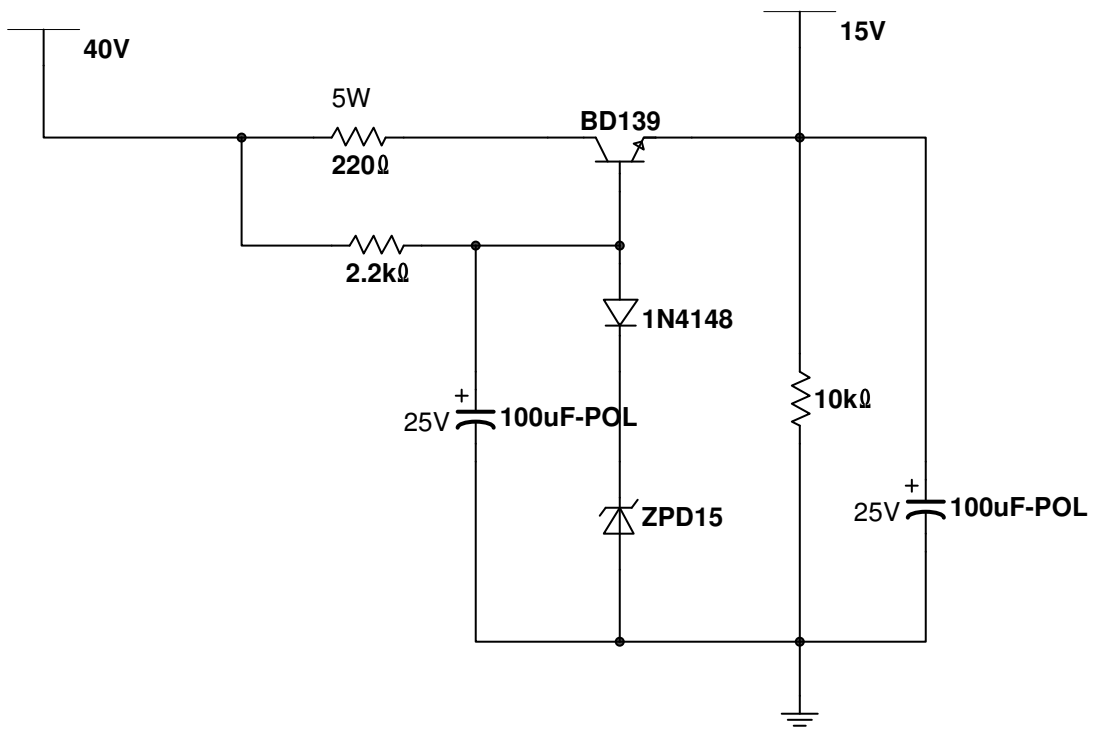 40V
15V
5W
BD139
220Ω
2.2kΩ
1N4148
+
25V
100uF-POL
10kΩ
ZPD15
+
25V
100uF-POL